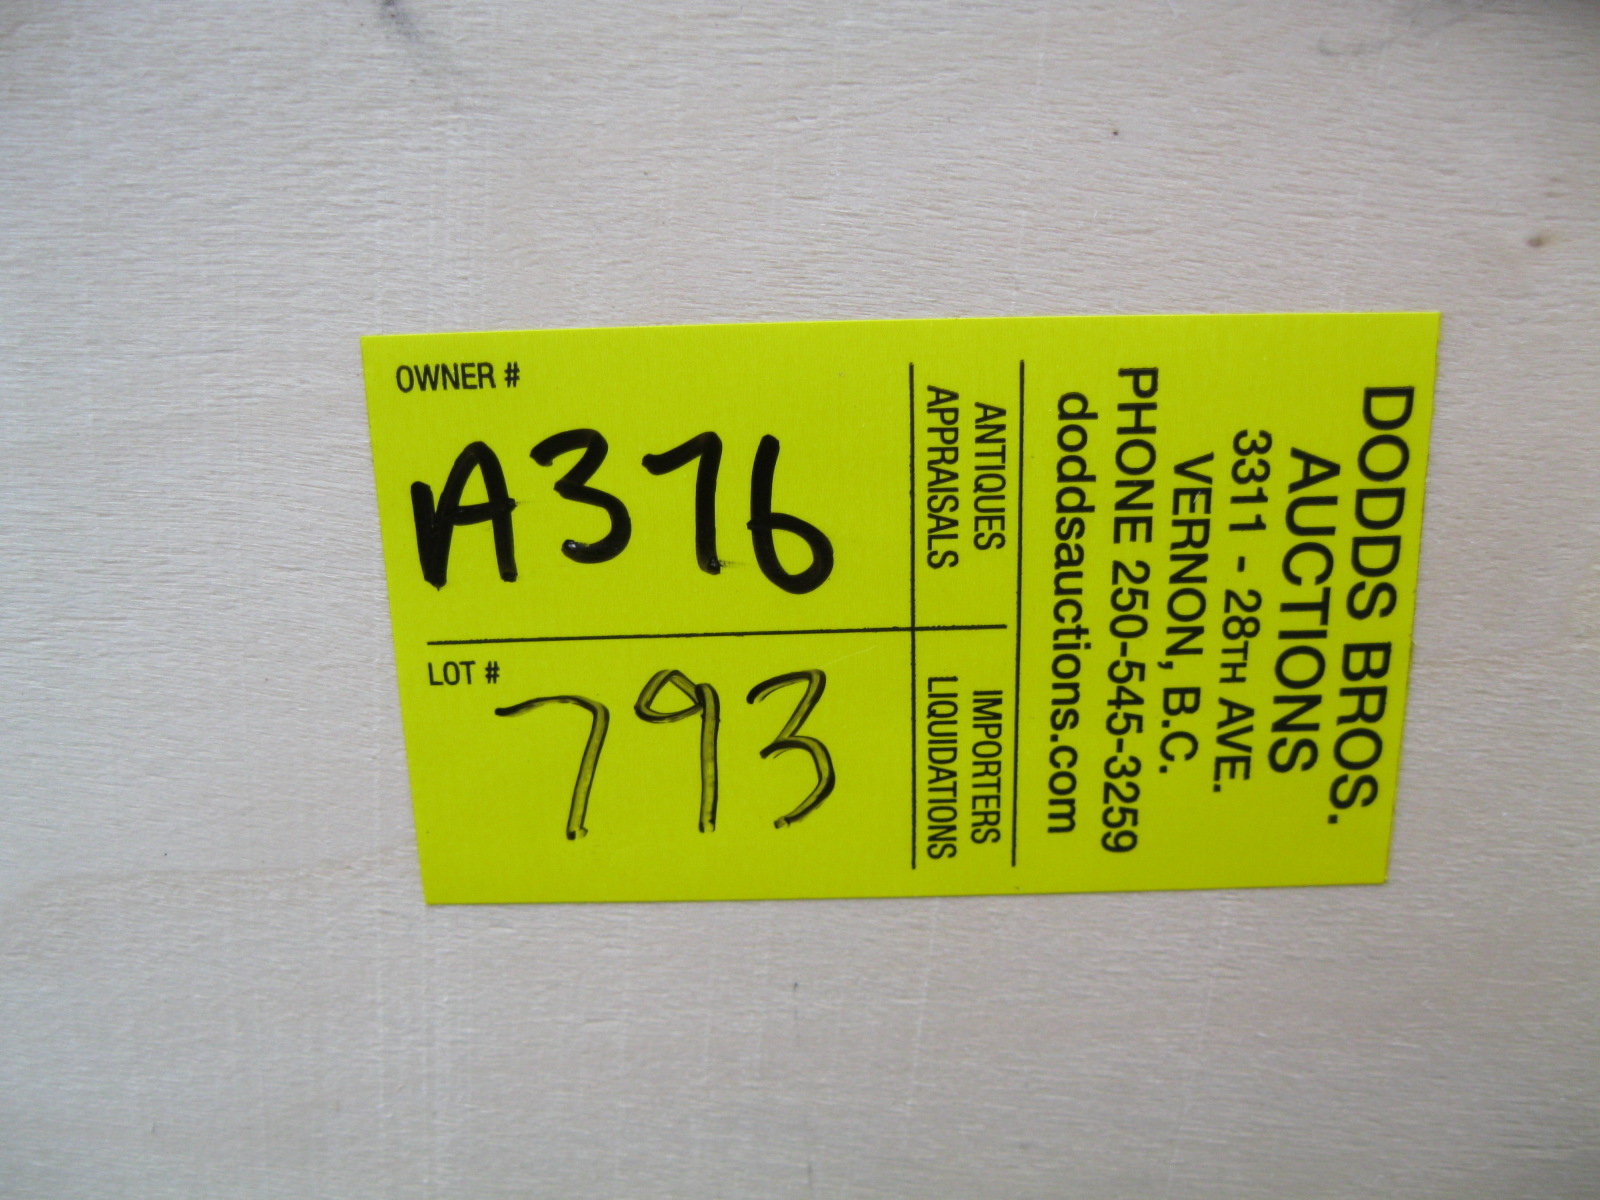 OWNER #
A376
LOT #
793
ANTIQUES
APPRAISALS
IMPORTERS
LIQUIDATIONS
DODDS BROS.
AUCTIONS
3311 - 28TH AVE.
VERNON, B.C.
PHONE 250-545-3259
doddsauctions.com